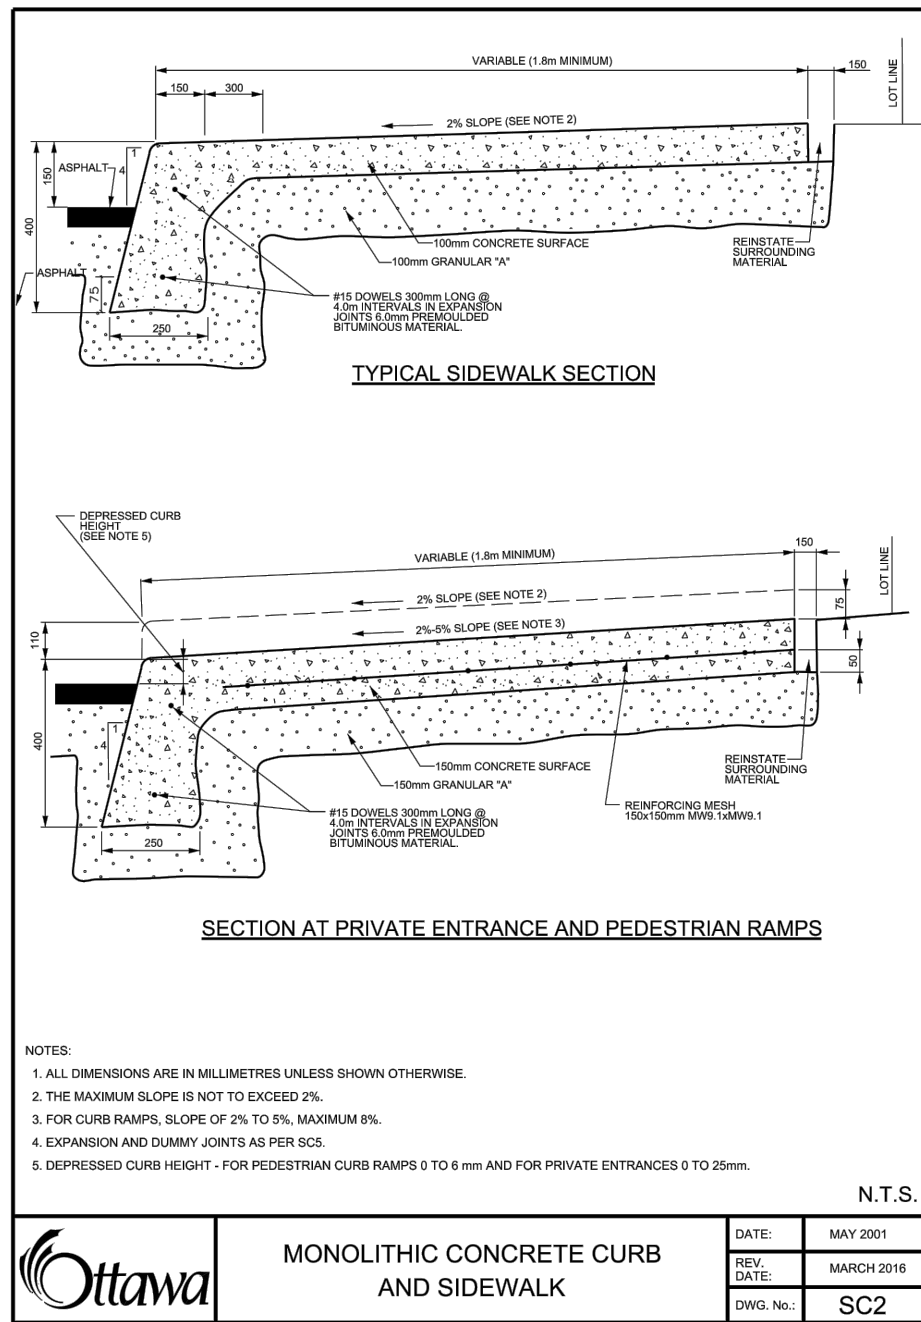 VARIABLE (1.8m MINIMUM)
150
LOT LINE
150
300
2% SLOPE (SEE NOTE 2)
ASPHALT
1
4
150
400
ASPHALT
75
250
100mm CONCRETE SURFACE
100mm GRANULAR "A"
REINSTATE
SURROUNDING
MATERIAL
#15 DOWELS 300mm LONG @
4.0m INTERVALS IN EXPANSION
JOINTS 6.0mm PREMOULDED
BITUMINOUS MATERIAL.
TYPICAL SIDEWALK SECTION
DEPRESSED CURB
HEIGHT
(SEE NOTE 5)
VARIABLE (1.8m MINIMUM)
150
LOT LINE
2% SLOPE (SEE NOTE 2)
75
2%-5% SLOPE (SEE NOTE 3)
110
50
400
1
4
150mm CONCRETE SURFACE
150mm GRANULAR "A"
REINSTATE
SURROUNDING
MATERIAL
REINFORCING MESH
150x150mm MW9.1xMW9.1
#15 DOWELS 300mm LONG @
4.0m INTERVALS IN EXPANSION
JOINTS 6.0mm PREMOULDED
BITUMINOUS MATERIAL.
250
SECTION AT PRIVATE ENTRANCE AND PEDESTRIAN RAMPS
NOTES:
1. ALL DIMENSIONS ARE IN MILLIMETRES UNLESS SHOWN OTHERWISE.
2. THE MAXIMUM SLOPE IS NOT TO EXCEED 2%.
3. FOR CURB RAMPS, SLOPE OF 2% TO 5%, MAXIMUM 8%.
4. EXPANSION AND DUMMY JOINTS AS PER SC5.
5. DEPRESSED CURB HEIGHT - FOR PEDESTRIAN CURB RAMPS 0 TO 6 mm AND FOR PRIVATE ENTRANCES 0 TO 25mm.
N.T.S.
Ottawa
MONOLITHIC CONCRETE CURB
AND SIDEWALK
DATE: MAY 2001
REV.
DATE: MARCH 2016
DWG. No.: SC2